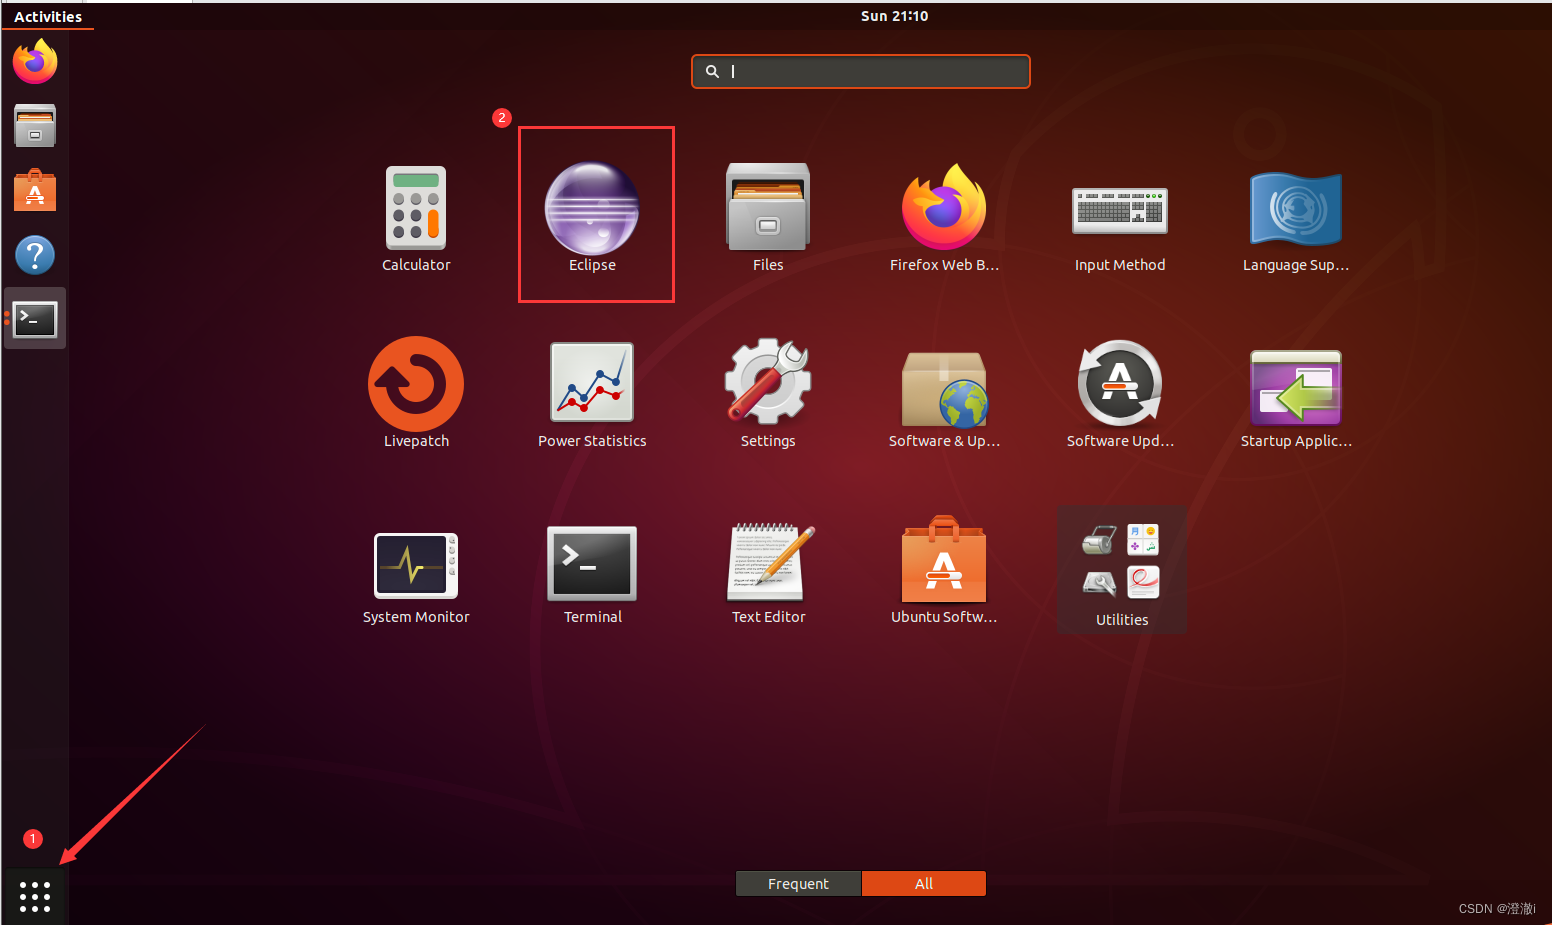 Activities
Sun 21:10
2
Calculator
Eclipse
Files
Firefox Web B...
Input Method
Language Sup...
Livepatch
Power Statistics
Settings
Software & Up...
Software Upd...
Startup Applic...
System Monitor
Terminal
Text Editor
Ubuntu Softw...
Utilities
1
Frequent
All
CSDN @澄澈i